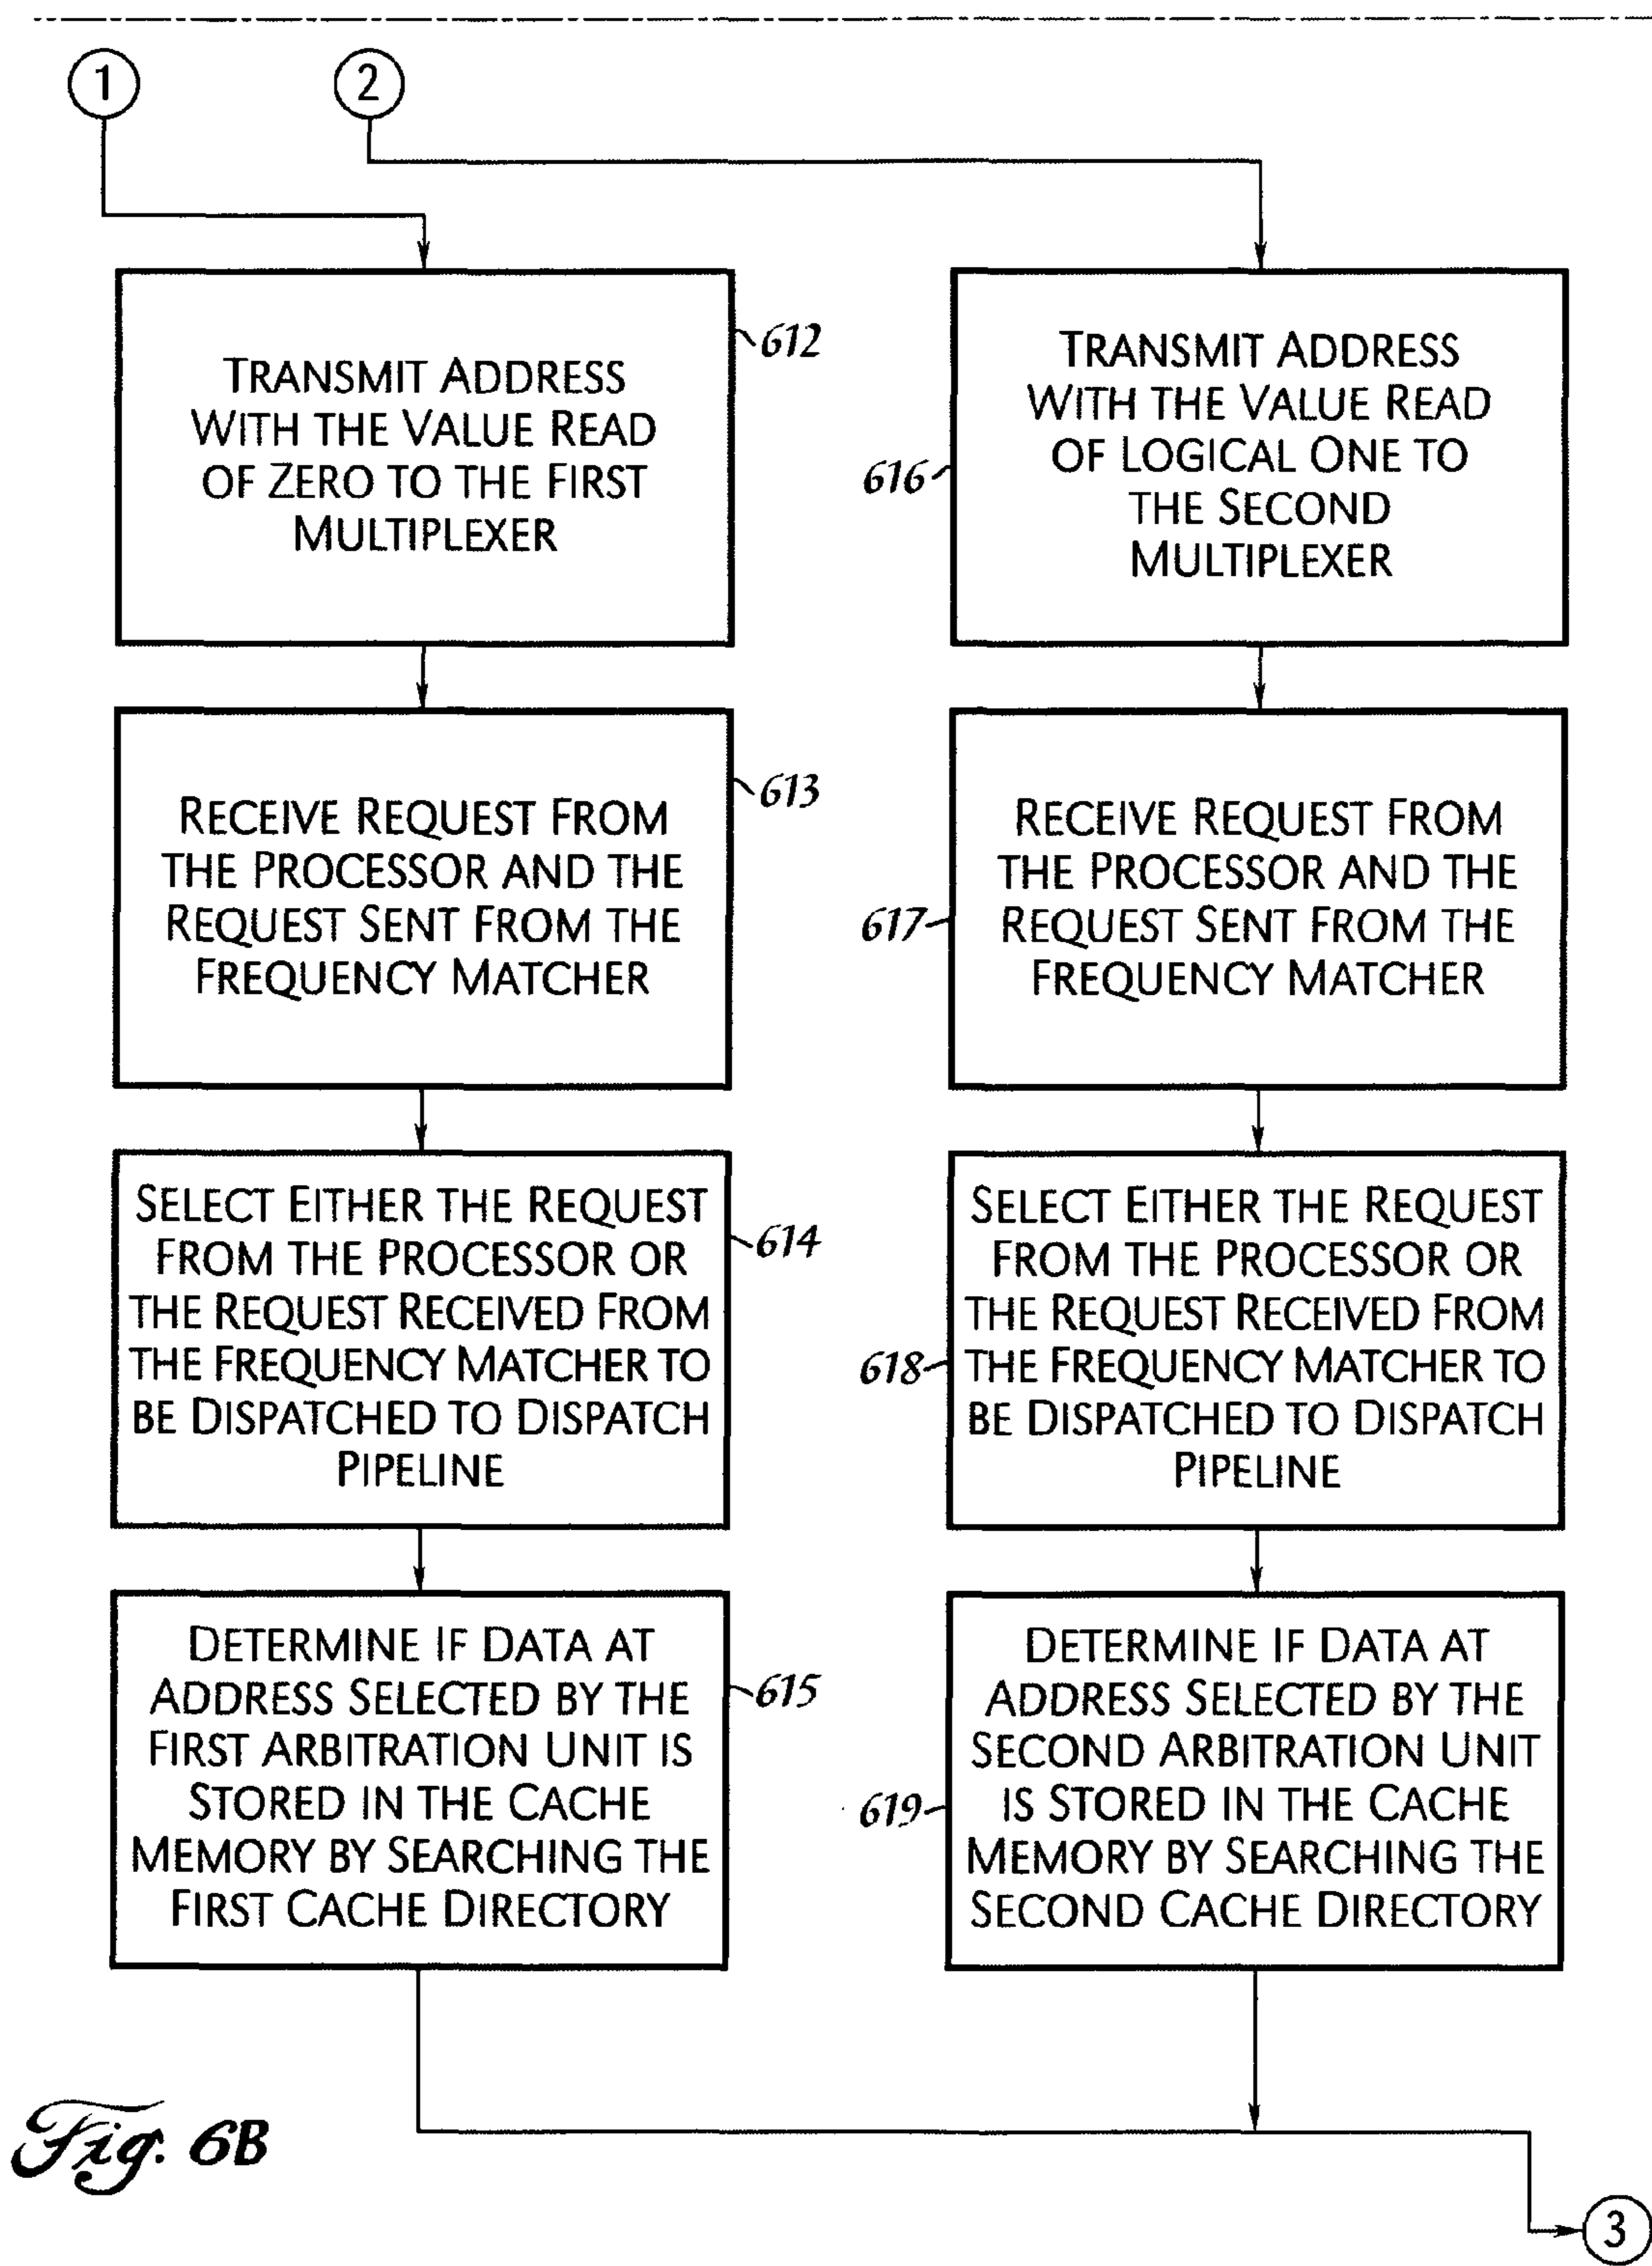 1
2
TRANSMIT ADDRESS
WITH THE VALUE READ
OF ZERO TO THE FIRST
MULTIPLEXER
612
RECEIVE REQUEST FROM
THE PROCESSOR AND THE
REQUEST SENT FROM THE
FREQUENCY MATCHER
613
SELECT EITHER THE REQUEST
FROM THE PROCESSOR OR
THE REQUEST RECEIVED FROM
THE FREQUENCY MATCHER TO
BE DISPATCHED TO DISPATCH
PIPELINE
614
DETERMINE IF DATA AT
ADDRESS SELECTED BY THE
FIRST ARBITRATION UNIT IS
STORED IN THE CACHE
MEMORY BY SEARCHING THE
FIRST CACHE DIRECTORY
615
TRANSMIT ADDRESS
WITH THE VALUE READ
OF LOGICAL ONE TO
THE SECOND
MULTIPLEXER
616
RECEIVE REQUEST FROM
THE PROCESSOR AND THE
REQUEST SENT FROM THE
FREQUENCY MATCHER
617
SELECT EITHER THE REQUEST
FROM THE PROCESSOR OR
THE REQUEST RECEIVED FROM
THE FREQUENCY MATCHER TO
BE DISPATCHED TO DISPATCH
PIPELINE
618
DETERMINE IF DATA AT
ADDRESS SELECTED BY THE
SECOND ARBITRATION UNIT
IS STORED IN THE CACHE
MEMORY BY SEARCHING THE
SECOND CACHE DIRECTORY
619
Fig. 6B
3